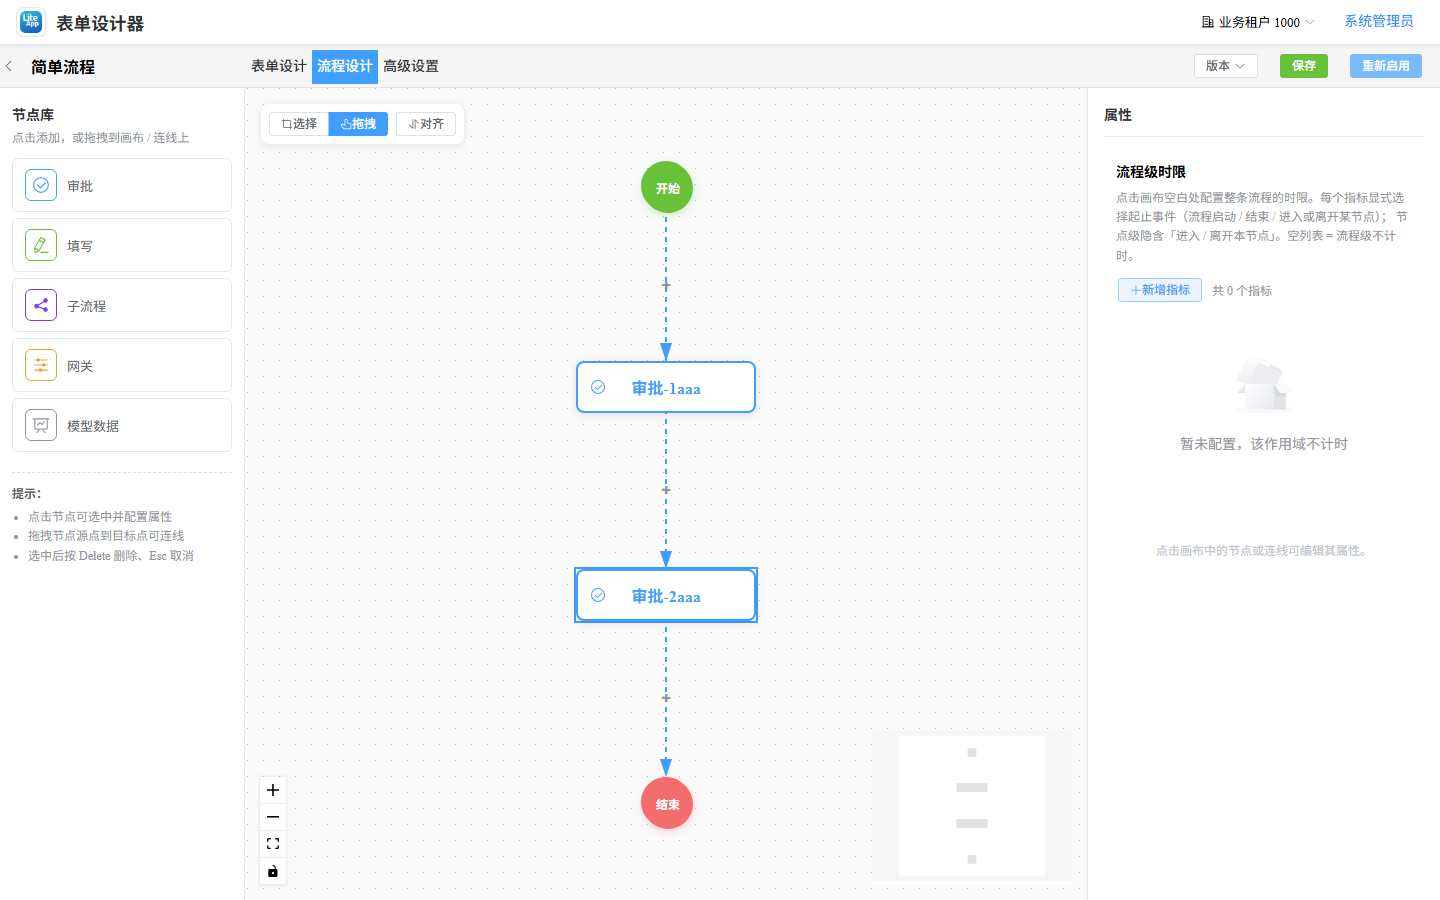 Lite App
表单设计器
业务租户 1000
系统管理员
简单流程
表单设计
流程设计
高级设置
版本
保存
重新启用
节点库
点击添加，或拖拽到画布 / 连线上
审批
填写
子流程
网关
模型数据
提示：
点击节点可选中并配置属性
拖拽节点源点到目标点可连线
选中后按 Delete 删除、Esc 取消
选择
拖拽
对齐
开始
审批-1aaa
审批-2aaa
结束
属性
流程级时限
点击画布空白处配置整条流程的时限。每个指标显式选
择起止事件（流程启动 / 结束 / 进入或离开某节点）； 节
点级隐含「进入 / 离开本节点」。空列表 = 流程级不计
时。
新增指标
共 0 个指标
暂未配置，该作用域不计时
点击画布中的节点或连线可编辑其属性。